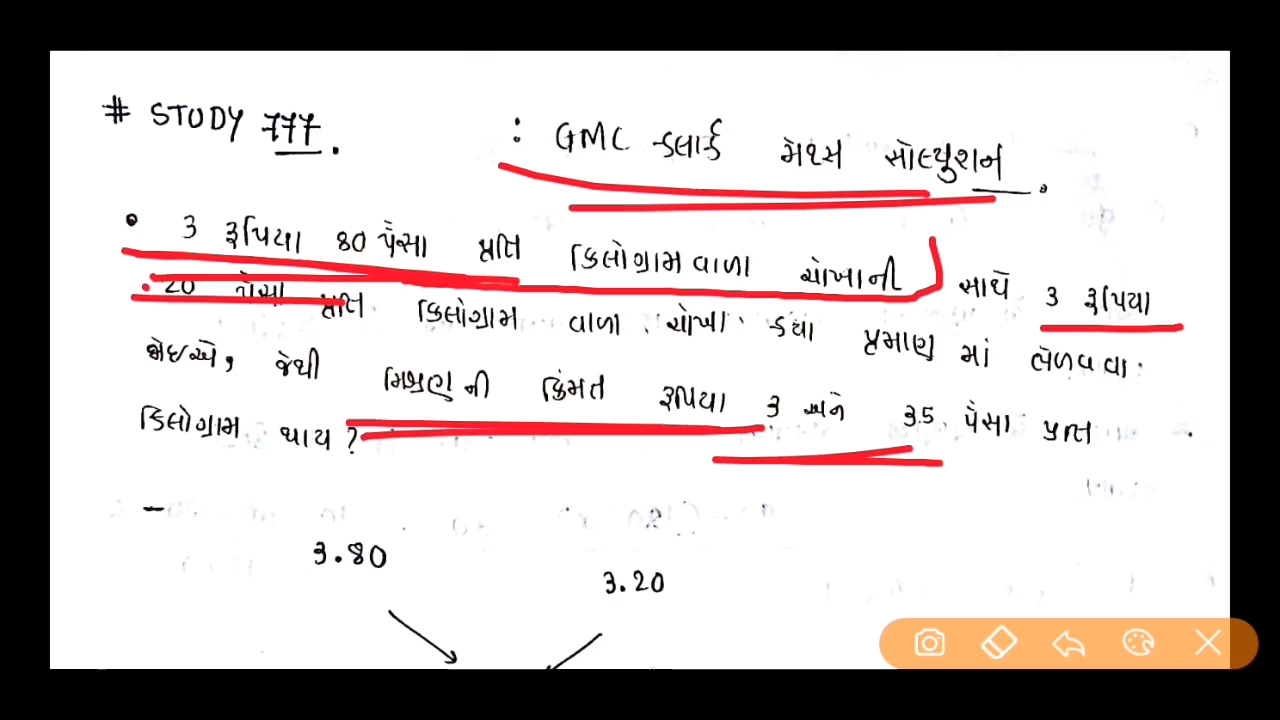 # STUDY 777.
: GMC ક્લાર્ક મેથ્સ સોલ્યુશન.
• 3 રૂપિયા 80 પૈસા પ્રતિ કિલોગ્રામ વાળા ચોખાની સાથે 3 રૂપિયા
20 પૈસા પ્રતિ કિલોગ્રામ વાળા ચોખા કયા પ્રમાણ માં ભેળવવા
જોઇએ, જેથી મિશ્રણ ની કિંમત રૂપિયા 3 અને 35 પૈસા પ્રતિ
કિલોગ્રામ થાય?
3.80
3.20